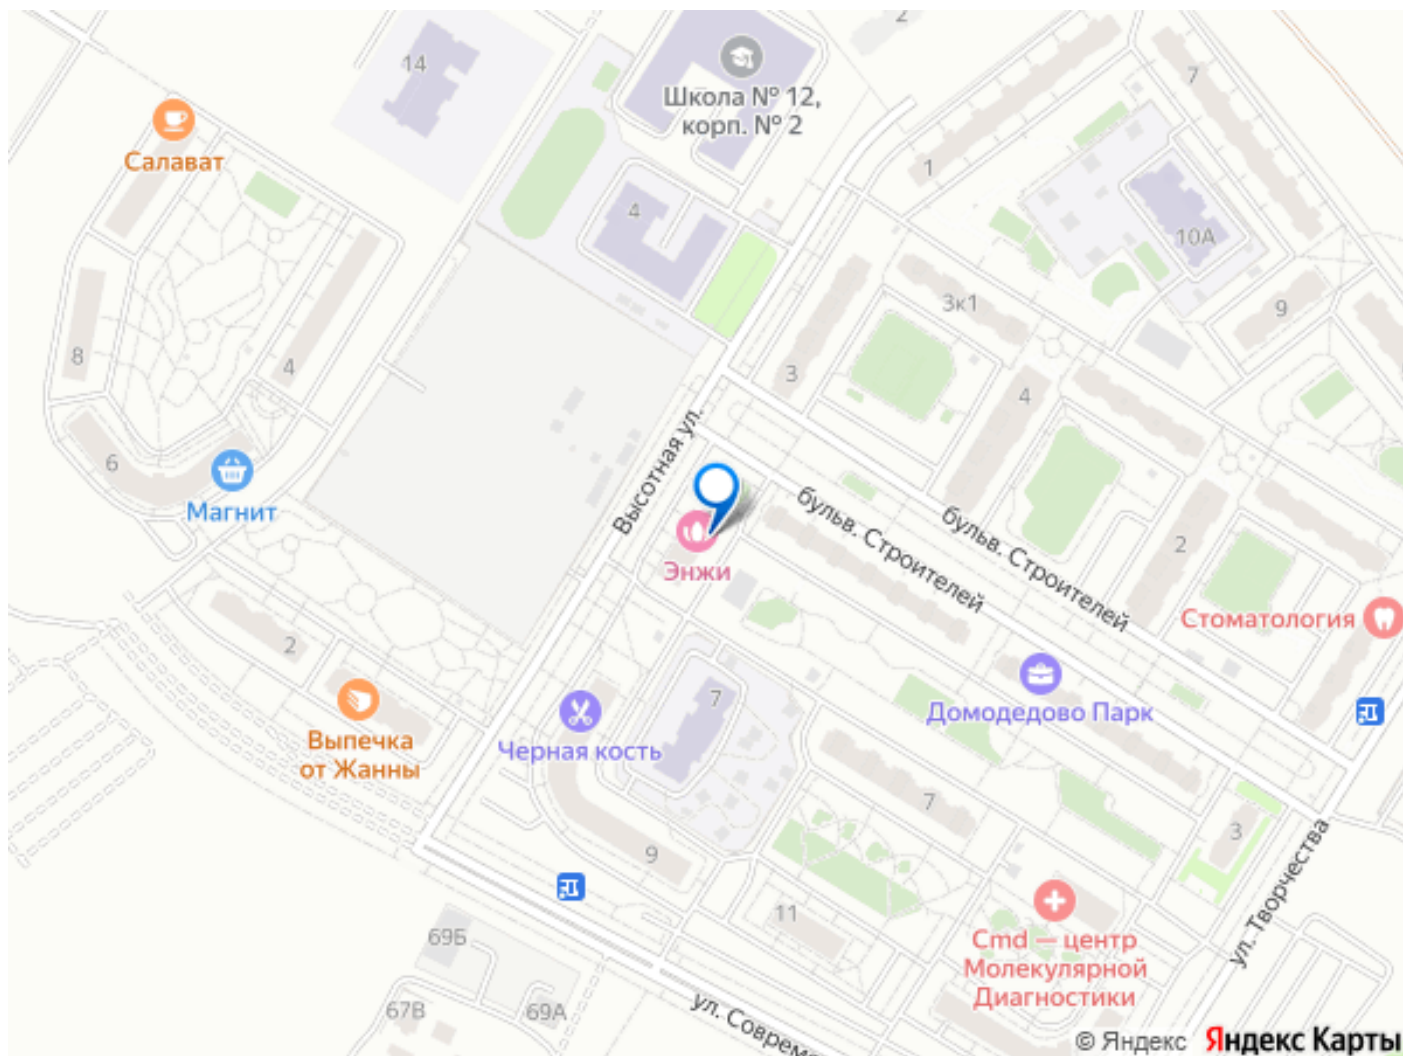 2
14
7
Школа № 12,
корп. № 2
Салават
1
4
10А
3к1
9
8
4
3
4
Высотная ул.
6
Магнит
бульв. Строителей
бульв. Строителей
2
Энжи
Стоматология
2
7
Домодедово Парк
Выпечка
от Жанны
Черная кость
7
3
9
ул. Творчества
11
69Б
Cmd — центр
Молекулярной
Диагностики
67В
69А
ул. Совреме
© Яндекс Яндекс Карты